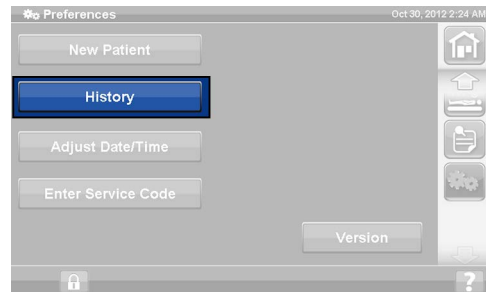 Preferences
Oct 30, 2012 2:24 AM
New Patient
History
Adjust Date/Time
Enter Service Code
Version
?